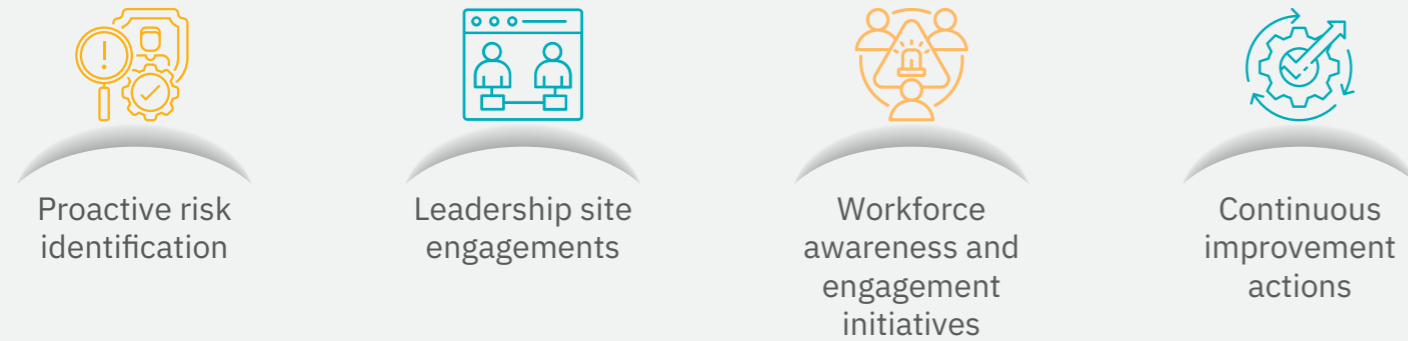 Proactive risk
identification
Leadership site
engagements
Workforce
awareness and
engagement
initiatives
Continuous
improvement
actions